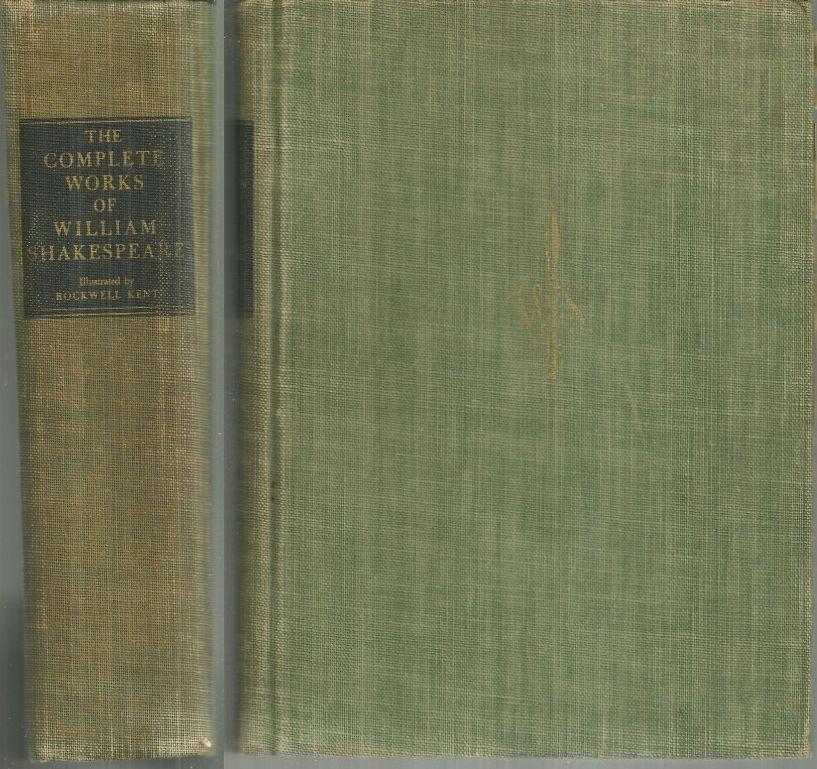 THE
COMPLETE
WORKS
OF
WILLIAM
SHAKESPEARE
Illustrated by
ROCKWELL KENT